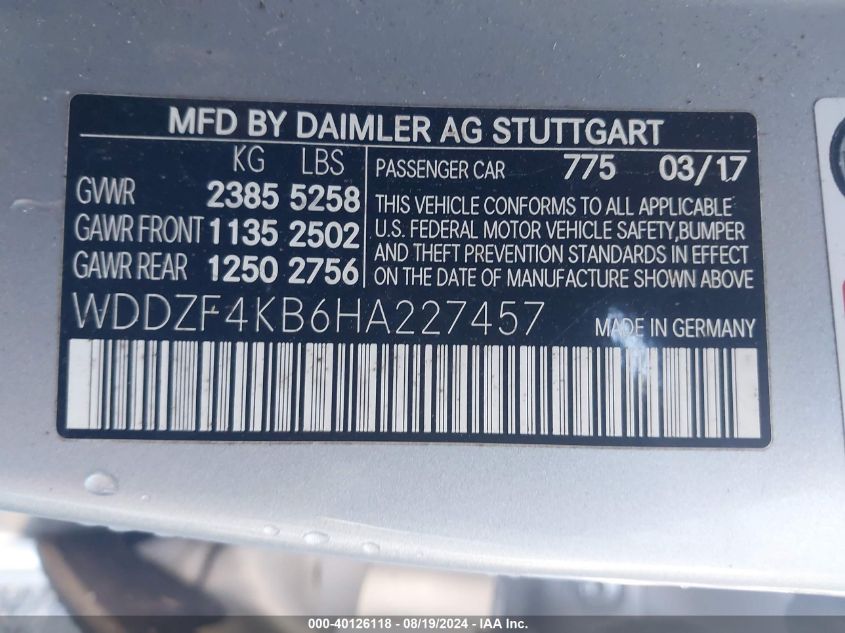 MFD BY DAIMLER AG STUTTGART
KG LBS
GVWR 2385 5258
GAWR FRONT 1135 2502
GAWR REAR 1250 2756
PASSENGER CAR 775 03/17
THIS VEHICLE CONFORMS TO ALL APPLICABLE
U.S. FEDERAL MOTOR VEHICLE SAFETY,BUMPER
AND THEFT PREVENTION STANDARDS IN EFFECT
ON THE DATE OF MANUFACTURE SHOWN ABOVE
WDDZF4KB6HA227457 MADE IN GERMANY
000-40126118 - 08/19/2024 - IAA Inc.